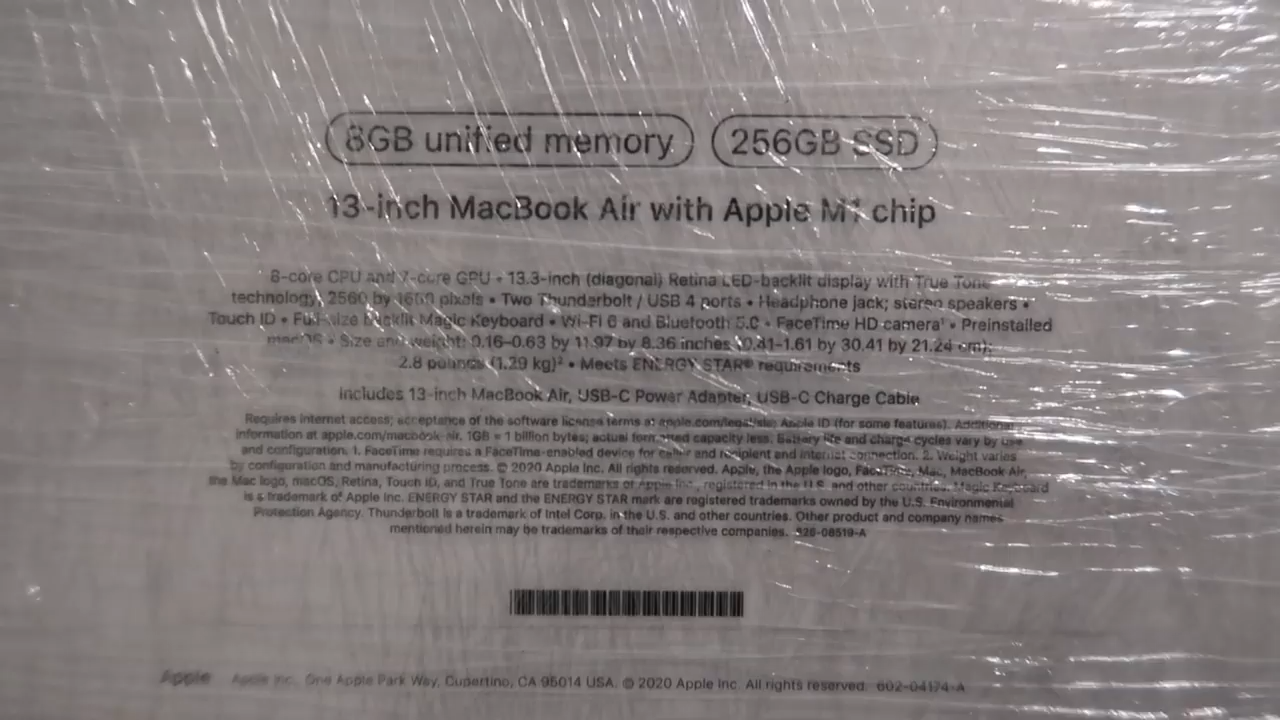 8GB unified memory 256GB SSD
13-inch MacBook Air with Apple M1 chip
8-core CPU and 7-core GPU • 13.3-inch (diagonal) Retina LED-backlit display with True Tone
technology; 2560 by 1600 pixels • Two Thunderbolt / USB 4 ports • Headphone jack; stereo speakers •
Touch ID • Full-size backlit Magic Keyboard • Wi-Fi 6 and Bluetooth 5.0 • FaceTime HD camera¹ • Preinstalled
macOS • Size and weight: 0.16–0.63 by 11.97 by 8.36 inches (0.41–1.61 by 30.41 by 21.24 cm);
2.8 pounds (1.29 kg)² • Meets ENERGY STAR® requirements
Includes 13-inch MacBook Air, USB-C Power Adapter, USB-C Charge Cable
Requires internet access; acceptance of the software license terms at Apple ID (for some features). Additional
information at apple.com/macbook-air. 1GB = 1 billion bytes; actual formatted capacity less. Battery life and charge cycles vary by use
and configuration. 1. FaceTime requires a FaceTime-enabled device for caller and recipient and internet connection. 2. Weight varies
by configuration and manufacturing process. © 2020 Apple Inc. All rights reserved. Apple, the Apple logo, FaceTime, Mac, MacBook Air,
the Mac logo, macOS, Retina, Touch ID, and True Tone are trademarks of Apple Inc., registered in the U.S. and other countries. Magic Keyboard
is a trademark of Apple Inc. ENERGY STAR and the ENERGY STAR mark are registered trademarks owned by the U.S. Environmental
Protection Agency. Thunderbolt is a trademark of Intel Corp. in the U.S. and other countries. Other product and company names
mentioned herein may be trademarks of their respective companies.
Apple Apple Inc. One Apple Park Way, Cupertino, CA 95014 USA. © 2020 Apple Inc. All rights reserved. 602-04174-A